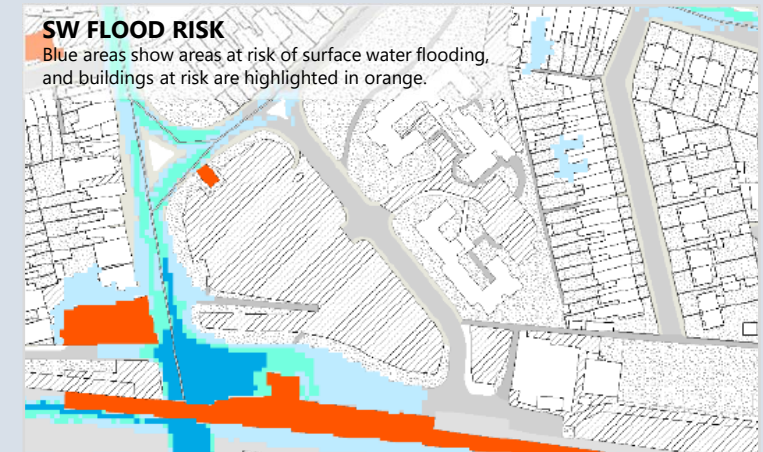 SW FLOOD RISK
Blue areas show areas at risk of surface water flooding,
and buildings at risk are highlighted in orange.